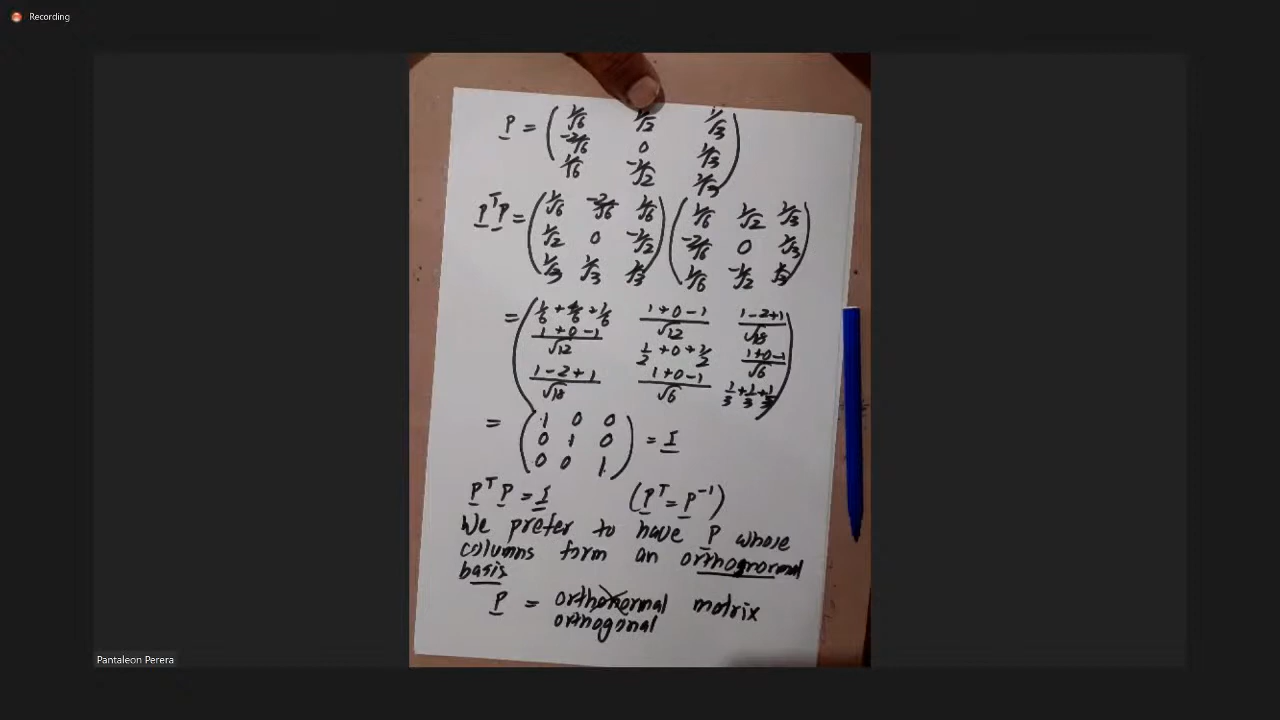 Recording
P = ( 1/√6 1/√2 1/√3
-2/√6 0 1/√3
1/√6 -1/√2 1/√3 )
PᵀP = ( 1/√6 -2/√6 1/√6 ) ( 1/√6 1/√2 1/√3
1/√2 0 -1/√2 -2/√6 0 1/√3
1/√3 1/√3 1/√3 ) 1/√6 -1/√2 1/√3 )
= ( 1/6 + 4/6 + 1/6 (1+0-1)/√12 (1-2+1)/√18
(1+0-1)/√12 1/2 + 0 + 1/2 (1+0-1)/√6
(1-2+1)/√18 (1+0-1)/√6 1/3 + 1/3 + 1/3 )
= ( 1 0 0
0 1 0 = I
0 0 1 )
Pᵀ P = I (Pᵀ = P⁻¹)
We prefer to have P whose
columns form an orthognormal
basis
P = orthonormal matrix
orthogonal
Pantaleon Perera